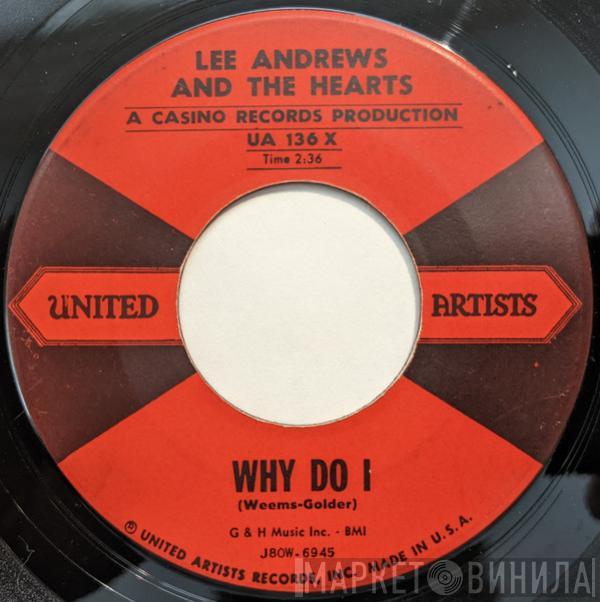 LEE ANDREWS
AND THE HEARTS
A CASINO RECORDS PRODUCTION
UA 136 X
Time 2:36
UNITED ARTISTS
WHY DO I
(Weems-Golder)
G & H Music Inc. - BMI
J80W-6945
© UNITED ARTISTS RECORDS, INC. MADE IN U.S.A.
МАРКЕТ ВИНИЛА